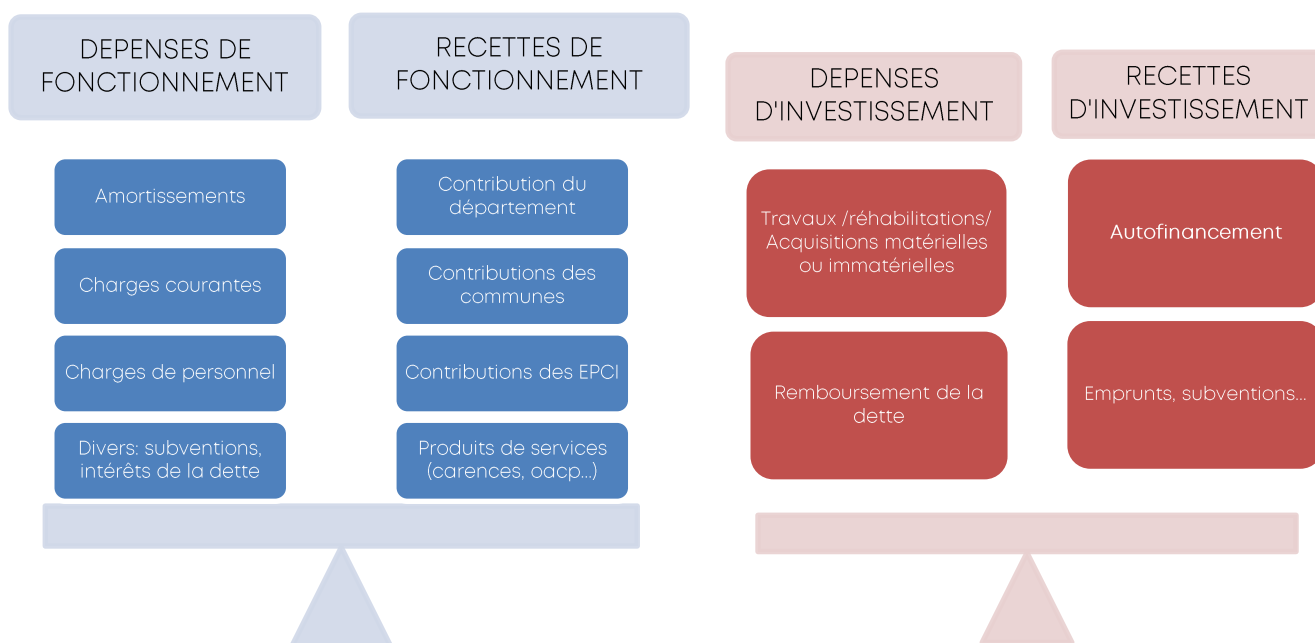 DEPENSES DE
FONCTIONNEMENT
Amortissements
Charges courantes
Charges de personnel
Divers: subventions,
intérêts de la dette
RECETTES DE
FONCTIONNEMENT
Contribution du
département
Contributions des
communes
Contributions des EPCI
Produits de services
(carences, oacp...)
DEPENSES
D'INVESTISSEMENT
Travaux /réhabilitations/
Acquisitions matérielles
ou immatérielles
Remboursement de la
dette
RECETTES
D'INVESTISSEMENT
Autofinancement
Emprunts, subventions...